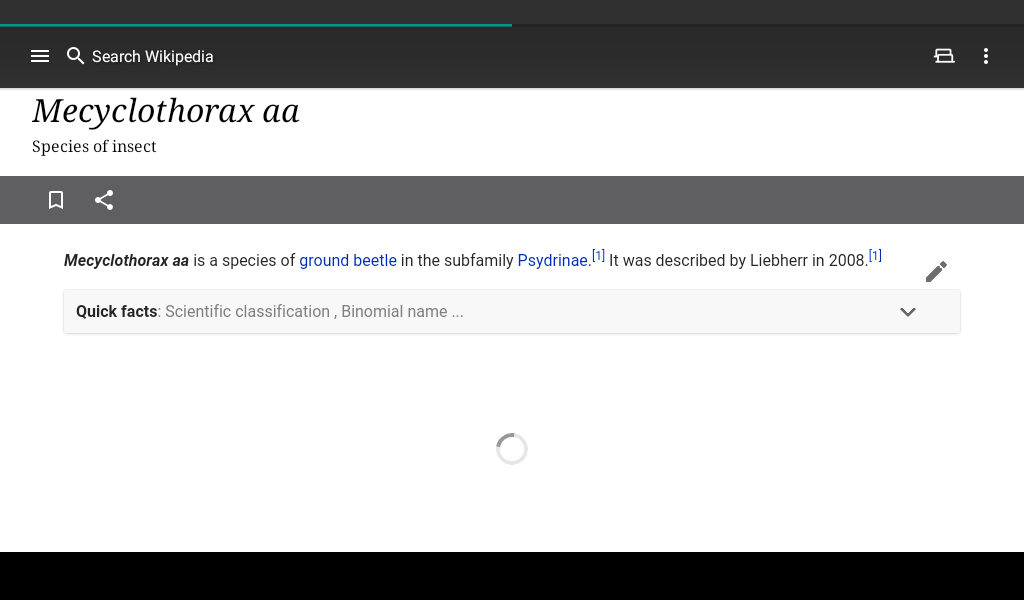 Search Wikipedia
Mecyclothorax aa
Species of insect
Mecyclothorax aa is a species of ground beetle in the subfamily Psydrinae.[1] It was described by Liebherr in 2008.[1]
Quick facts: Scientific classification , Binomial name ...